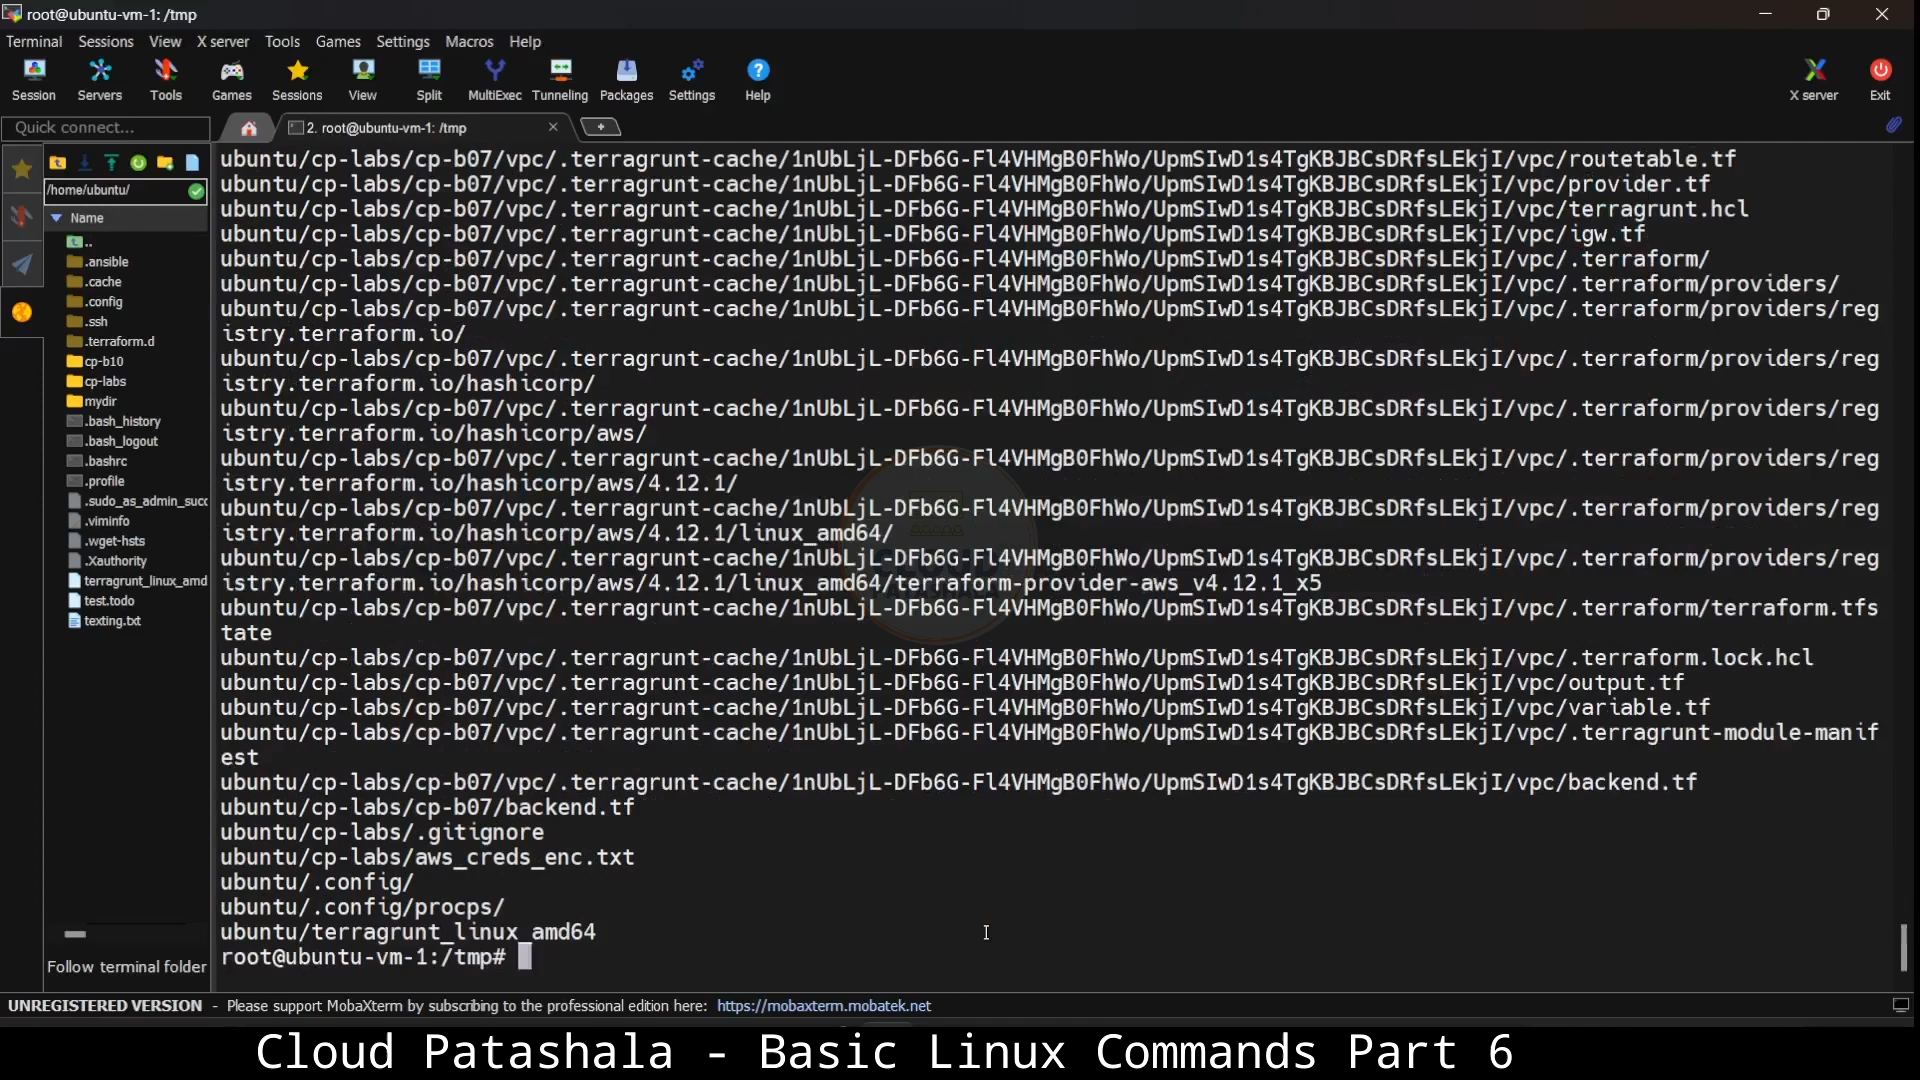 root@ubuntu-vm-1: /tmp
Terminal Sessions View X server Tools Games Settings Macros Help
Session Servers Tools Games Sessions View Split MultiExec Tunneling Packages Settings Help X server Exit
Quick connect... 2. root@ubuntu-vm-1: /tmp
/home/ubuntu/
Name
..
.ansible
.cache
.config
.ssh
.terraform.d
cp-b10
cp-labs
mydir
.bash_history
.bash_logout
.bashrc
.profile
.sudo_as_admin_succ
.viminfo
.wget-hsts
.Xauthority
terragrunt_linux_amd
test.todo
texting.txt
Follow terminal folder
ubuntu/cp-labs/cp-b07/vpc/.terragrunt-cache/1nUbLjL-DFb6G-Fl4VHMgB0FhWo/UpmSIwD1s4TgKBJBCsDRfsLEkjI/vpc/routetable.tf
ubuntu/cp-labs/cp-b07/vpc/.terragrunt-cache/1nUbLjL-DFb6G-Fl4VHMgB0FhWo/UpmSIwD1s4TgKBJBCsDRfsLEkjI/vpc/provider.tf
ubuntu/cp-labs/cp-b07/vpc/.terragrunt-cache/1nUbLjL-DFb6G-Fl4VHMgB0FhWo/UpmSIwD1s4TgKBJBCsDRfsLEkjI/vpc/terragrunt.hcl
ubuntu/cp-labs/cp-b07/vpc/.terragrunt-cache/1nUbLjL-DFb6G-Fl4VHMgB0FhWo/UpmSIwD1s4TgKBJBCsDRfsLEkjI/vpc/igw.tf
ubuntu/cp-labs/cp-b07/vpc/.terragrunt-cache/1nUbLjL-DFb6G-Fl4VHMgB0FhWo/UpmSIwD1s4TgKBJBCsDRfsLEkjI/vpc/.terraform/
ubuntu/cp-labs/cp-b07/vpc/.terragrunt-cache/1nUbLjL-DFb6G-Fl4VHMgB0FhWo/UpmSIwD1s4TgKBJBCsDRfsLEkjI/vpc/.terraform/providers/
ubuntu/cp-labs/cp-b07/vpc/.terragrunt-cache/1nUbLjL-DFb6G-Fl4VHMgB0FhWo/UpmSIwD1s4TgKBJBCsDRfsLEkjI/vpc/.terraform/providers/reg
istry.terraform.io/
ubuntu/cp-labs/cp-b07/vpc/.terragrunt-cache/1nUbLjL-DFb6G-Fl4VHMgB0FhWo/UpmSIwD1s4TgKBJBCsDRfsLEkjI/vpc/.terraform/providers/reg
istry.terraform.io/hashicorp/
ubuntu/cp-labs/cp-b07/vpc/.terragrunt-cache/1nUbLjL-DFb6G-Fl4VHMgB0FhWo/UpmSIwD1s4TgKBJBCsDRfsLEkjI/vpc/.terraform/providers/reg
istry.terraform.io/hashicorp/aws/
ubuntu/cp-labs/cp-b07/vpc/.terragrunt-cache/1nUbLjL-DFb6G-Fl4VHMgB0FhWo/UpmSIwD1s4TgKBJBCsDRfsLEkjI/vpc/.terraform/providers/reg
istry.terraform.io/hashicorp/aws/4.12.1/
ubuntu/cp-labs/cp-b07/vpc/.terragrunt-cache/1nUbLjL-DFb6G-Fl4VHMgB0FhWo/UpmSIwD1s4TgKBJBCsDRfsLEkjI/vpc/.terraform/providers/reg
istry.terraform.io/hashicorp/aws/4.12.1/linux_amd64/
ubuntu/cp-labs/cp-b07/vpc/.terragrunt-cache/1nUbLjL-DFb6G-Fl4VHMgB0FhWo/UpmSIwD1s4TgKBJBCsDRfsLEkjI/vpc/.terraform/providers/reg
istry.terraform.io/hashicorp/aws/4.12.1/linux_amd64/terraform-provider-aws_v4.12.1_x5
ubuntu/cp-labs/cp-b07/vpc/.terragrunt-cache/1nUbLjL-DFb6G-Fl4VHMgB0FhWo/UpmSIwD1s4TgKBJBCsDRfsLEkjI/vpc/.terraform/terraform.tfs
tate
ubuntu/cp-labs/cp-b07/vpc/.terragrunt-cache/1nUbLjL-DFb6G-Fl4VHMgB0FhWo/UpmSIwD1s4TgKBJBCsDRfsLEkjI/vpc/.terraform.lock.hcl
ubuntu/cp-labs/cp-b07/vpc/.terragrunt-cache/1nUbLjL-DFb6G-Fl4VHMgB0FhWo/UpmSIwD1s4TgKBJBCsDRfsLEkjI/vpc/output.tf
ubuntu/cp-labs/cp-b07/vpc/.terragrunt-cache/1nUbLjL-DFb6G-Fl4VHMgB0FhWo/UpmSIwD1s4TgKBJBCsDRfsLEkjI/vpc/variable.tf
ubuntu/cp-labs/cp-b07/vpc/.terragrunt-cache/1nUbLjL-DFb6G-Fl4VHMgB0FhWo/UpmSIwD1s4TgKBJBCsDRfsLEkjI/vpc/.terragrunt-module-manif
est
ubuntu/cp-labs/cp-b07/vpc/.terragrunt-cache/1nUbLjL-DFb6G-Fl4VHMgB0FhWo/UpmSIwD1s4TgKBJBCsDRfsLEkjI/vpc/backend.tf
ubuntu/cp-labs/cp-b07/backend.tf
ubuntu/cp-labs/.gitignore
ubuntu/cp-labs/aws_creds_enc.txt
ubuntu/.config/
ubuntu/.config/procps/
ubuntu/terragrunt_linux_amd64
root@ubuntu-vm-1:/tmp#
UNREGISTERED VERSION - Please support MobaXterm by subscribing to the professional edition here: https://mobaxterm.mobatek.net
Cloud Patashala - Basic Linux Commands Part 6